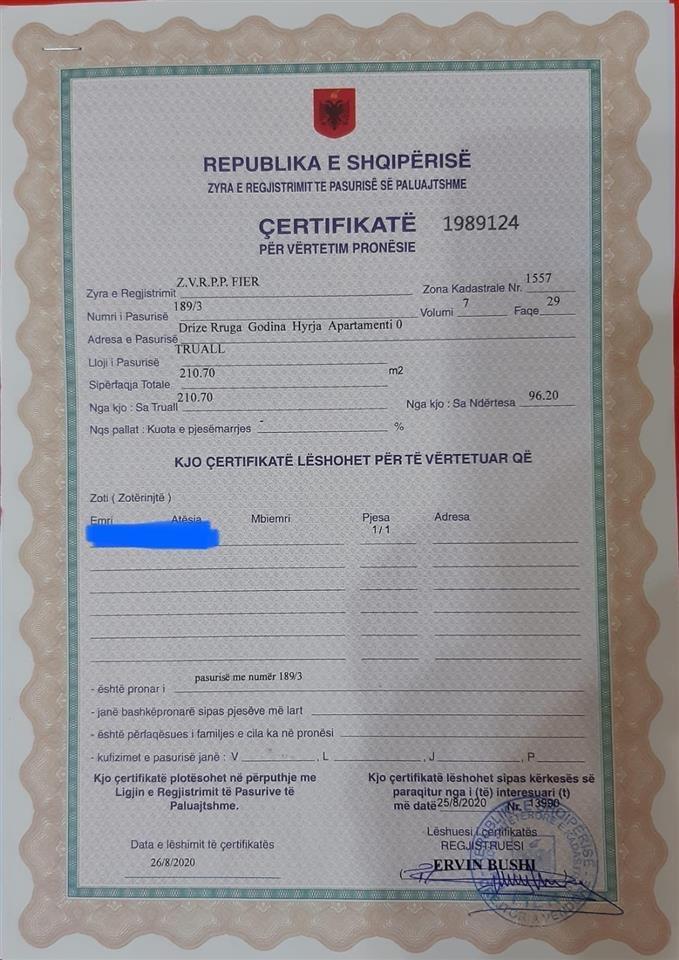 REPUBLIKA E SHQIPËRISË
ZYRA E REGJISTRIMIT TE PASURISË SË PALUAJTSHME
ÇERTIFIKATË 1989124
PËR VËRTETIM PRONËSIE
Zyra e Regjistrimit Z.V.R.P.P. FIER Zona Kadastrale Nr. 1557
Numri i Pasurisë 189/3 Volumi 7 Faqe 29
Adresa e Pasurisë Drize Rruga Godina Hyrja Apartamenti 0
Lloji i Pasurisë TRUALL
Sipërfaqja Totale 210.70 m2
Nga kjo : Sa Truall 210.70 Nga kjo : Sa Ndërtesa 96.20
Nqs pallat : Kuota e pjesëmarrjes - %
KJO ÇERTIFIKATË LËSHOHET PËR TË VËRTETUAR QË
Zoti ( Zotërinjtë )
Emri Atësia Mbiemri Pjesa Adresa
1/1
- është pronar i pasurisë me numër 189/3
- janë bashkëpronarë sipas pjesëve më lart
- është përfaqësues i familjes e cila ka në pronësi
- kufizimet e pasurisë janë : V , L , J , P
Kjo çertifikatë plotësohet në përputhje me
Ligjin e Regjistrimit të Pasurive të
Paluajtshme.
Kjo çertifikatë lëshohet sipas kërkesës së
paraqitur nga i (të) interesuari (t)
më datë 25/8/2020 Nr. 13990
Data e lëshimit të çertifikatës
26/8/2020
Lëshuesi i çertifikatës
REGJISTRUESI
( ERVIN BUSHI